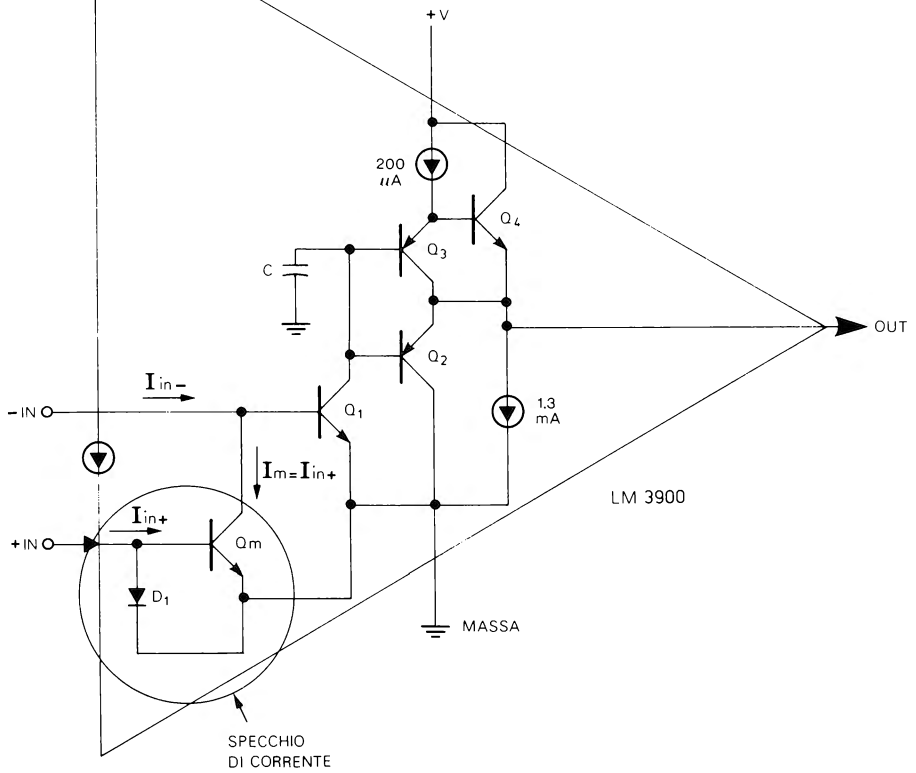 +V
200
µA
Q4
Q3
C
Q2
OUT
Iin-
-IN
Q1
1.3
mA
Im=Iin+
LM 3900
Iin+
+IN
Qm
D1
MASSA
SPECCHIO
DI CORRENTE